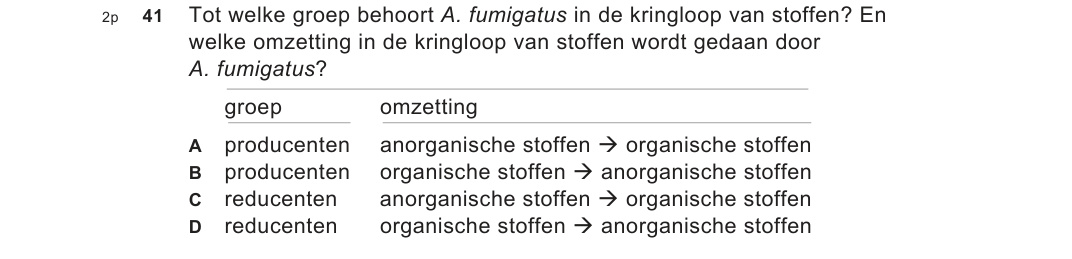 2p 41 Tot welke groep behoort A. fumigatus in de kringloop van stoffen? En
welke omzetting in de kringloop van stoffen wordt gedaan door
A. fumigatus?
groep omzetting
A producenten anorganische stoffen → organische stoffen
B producenten organische stoffen → anorganische stoffen
C reducenten anorganische stoffen → organische stoffen
D reducenten organische stoffen → anorganische stoffen